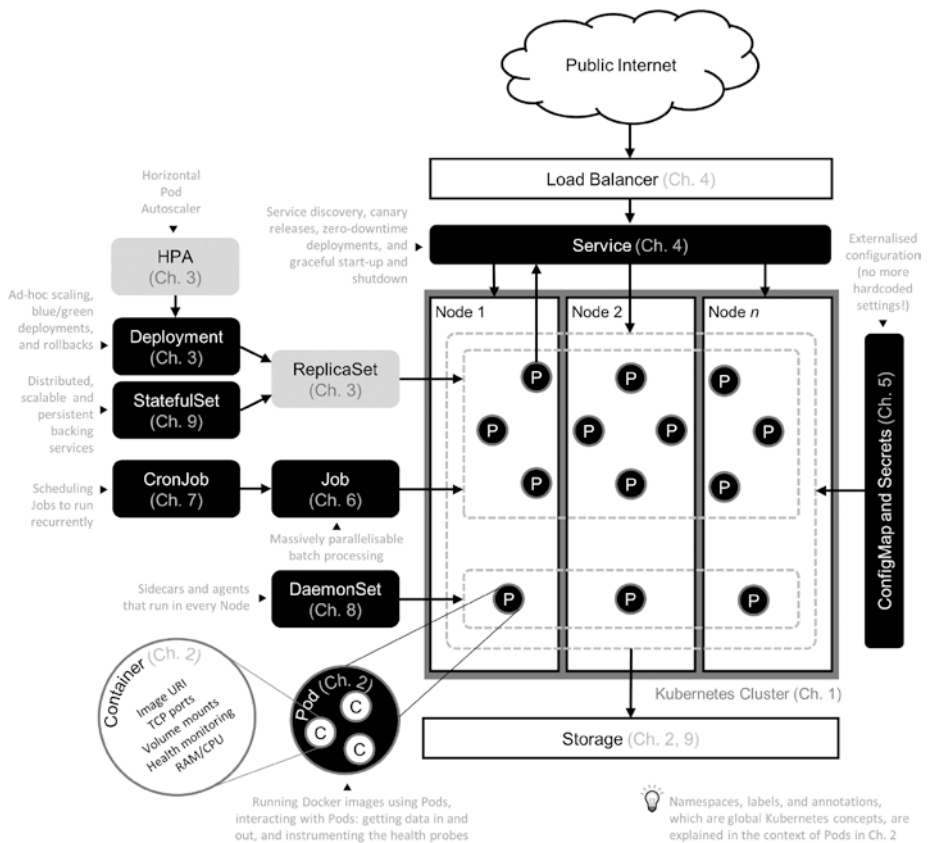 Public Internet
Load Balancer (Ch. 4)
Service (Ch. 4)
Service discovery, canary
releases, zero-downtime
deployments, and
graceful start-up and
shutdown
Horizontal
Pod
Autoscaler
HPA
(Ch. 3)
Ad-hoc scaling,
blue/green
deployments,
and rollbacks
Deployment
(Ch. 3)
ReplicaSet
(Ch. 3)
Distributed,
scalable and
persistent
backing
services
StatefulSet
(Ch. 9)
Scheduling
Jobs to run
recurrently
CronJob
(Ch. 7)
Job
(Ch. 6)
Massively parallelisable
batch processing
Sidecars and agents
that run in every Node
DaemonSet
(Ch. 8)
Node 1
Node 2
Node n
P
P
P
P
P
P
P
P
P
P
P
P
P
Externalised
configuration
(no more
hardcoded
settings!)
ConfigMap and Secrets (Ch. 5)
Kubernetes Cluster (Ch. 1)
Storage (Ch. 2, 9)
Container (Ch. 2)
Image URI
TCP ports
Volume mounts
Health monitoring
RAM/CPU
Pod (Ch. 2)
C
C
C
Running Docker images using Pods,
interacting with Pods: getting data in and
out, and instrumenting the health probes
Namespaces, labels, and annotations,
which are global Kubernetes concepts, are
explained in the context of Pods in Ch. 2